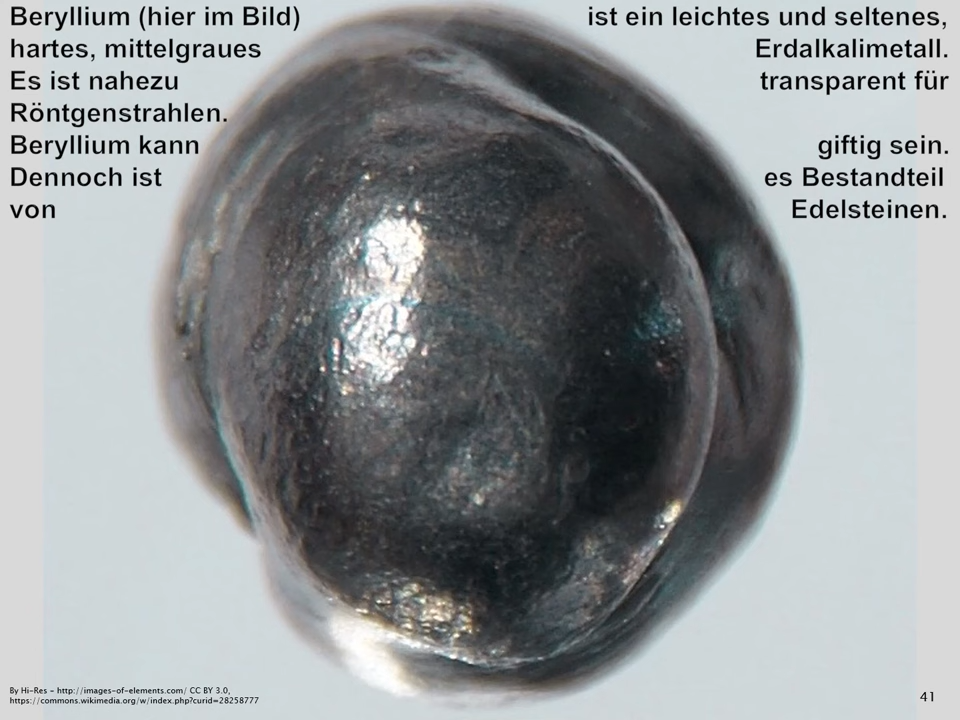 Beryllium (hier im Bild) ist ein leichtes und seltenes,
hartes, mittelgraues Erdalkalimetall.
Es ist nahezu transparent für
Röntgenstrahlen.
Beryllium kann giftig sein.
Dennoch ist es Bestandteil
von Edelsteinen.
By Hi-Res - http://images-of-elements.com/ CC BY 3.0,
https://commons.wikimedia.org/w/index.php?curid=28258777
41